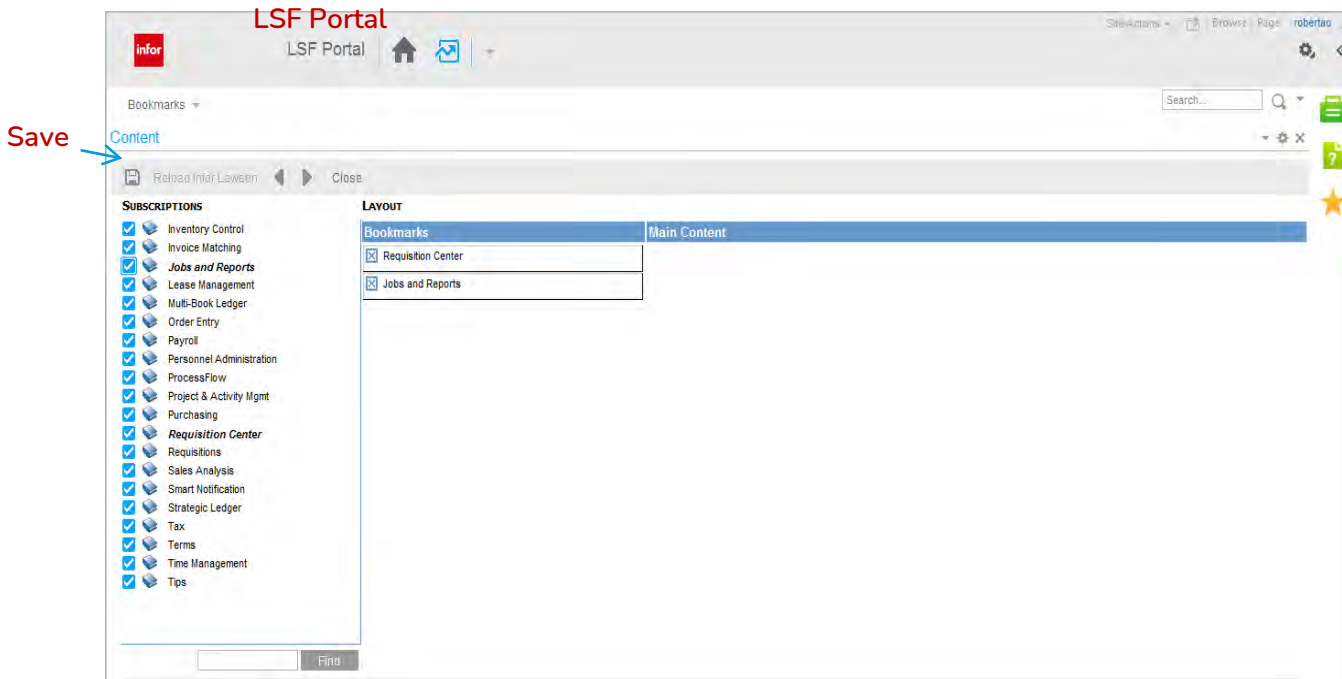 LSF Portal
Site Actions Browse Page robertao
infor
LSF Portal
Bookmarks
Search...
Save
Content
Reload Infor Lawson Close
SUBSCRIPTIONS
LAYOUT
Inventory Control
Bookmarks Main Content
Invoice Matching
Requisition Center
Jobs and Reports
Lease Management
Jobs and Reports
Multi-Book Ledger
Order Entry
Payroll
Personnel Administration
ProcessFlow
Project & Activity Mgmt
Purchasing
Requisition Center
Requisitions
Sales Analysis
Smart Notification
Strategic Ledger
Tax
Terms
Time Management
Tips
Find